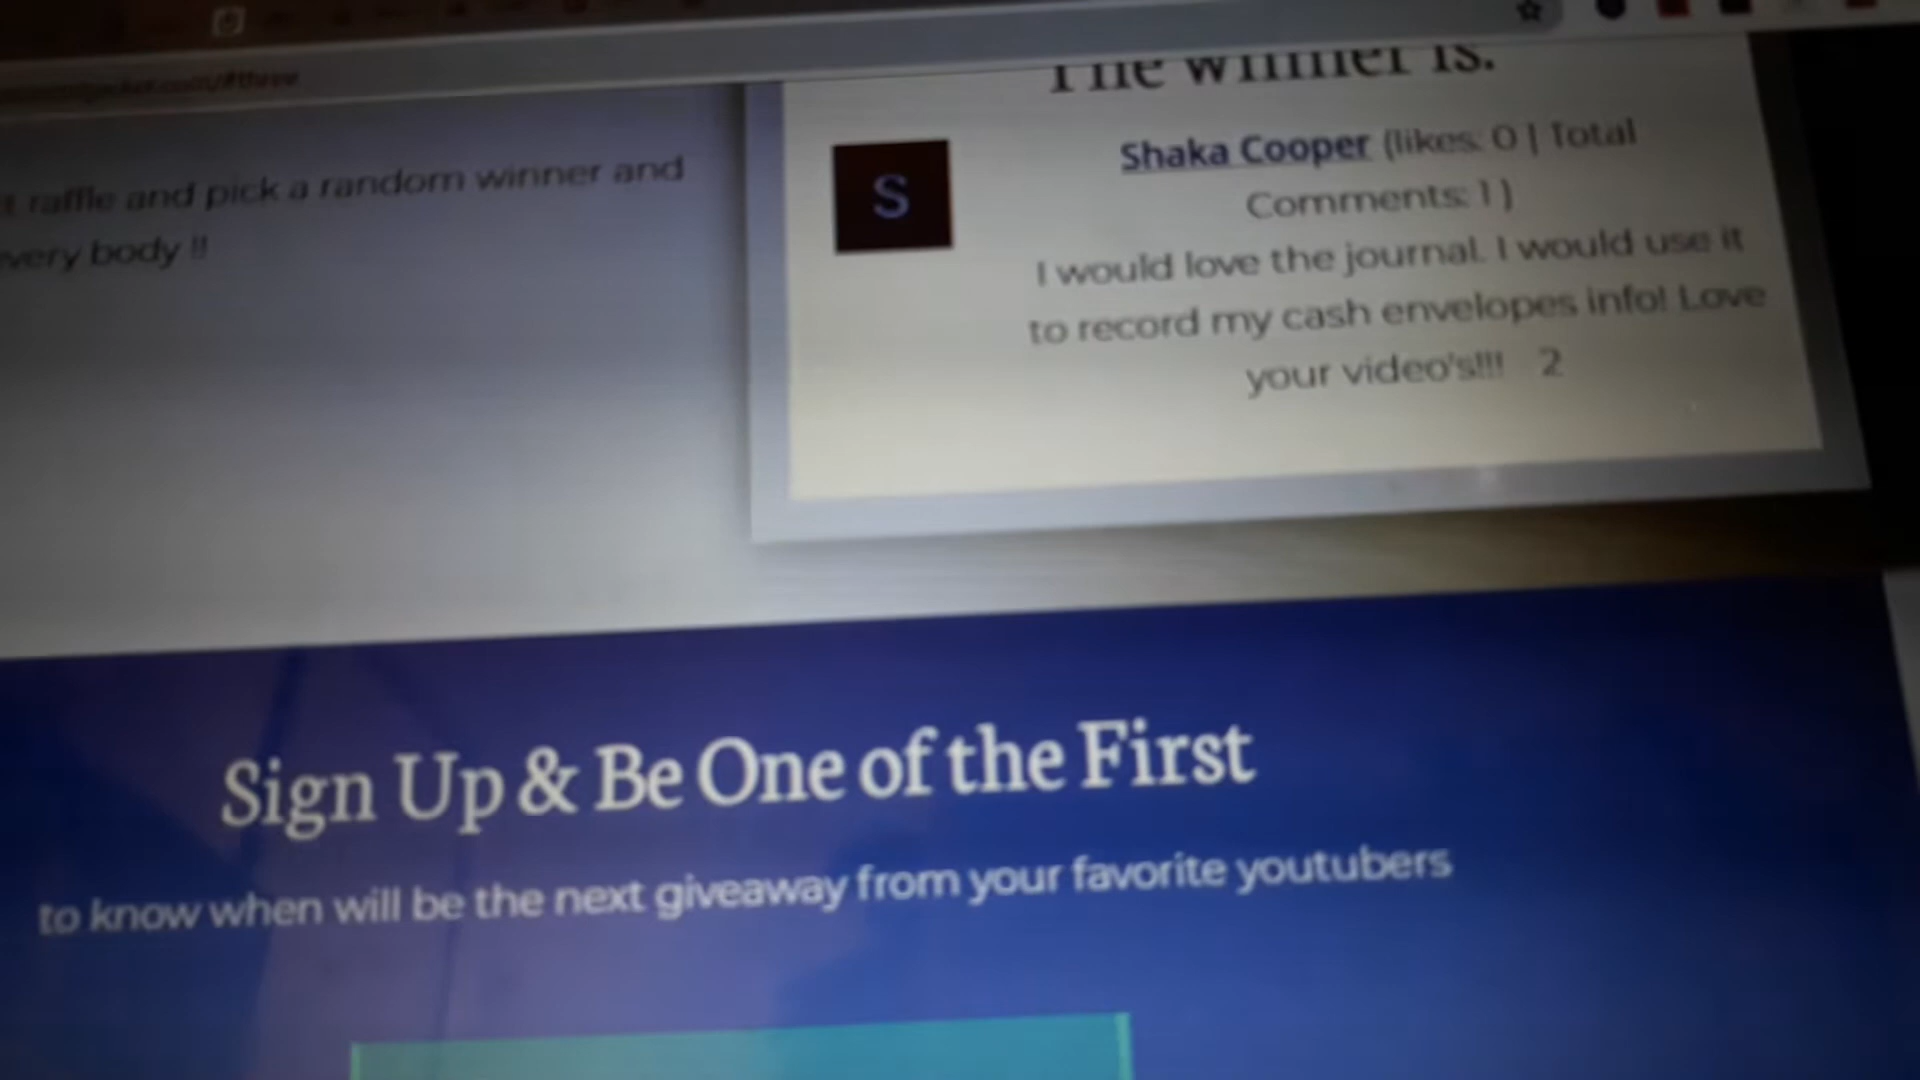 raffle and pick a random winner and
very body !!
The winner is.
S
Shaka Cooper (likes: 0 | Total
Comments: 1 )
I would love the journal. I would use it
to record my cash envelopes info! Love
your video's!!! 2
Sign Up & Be One of the First
to know when will be the next giveaway from your favorite youtubers